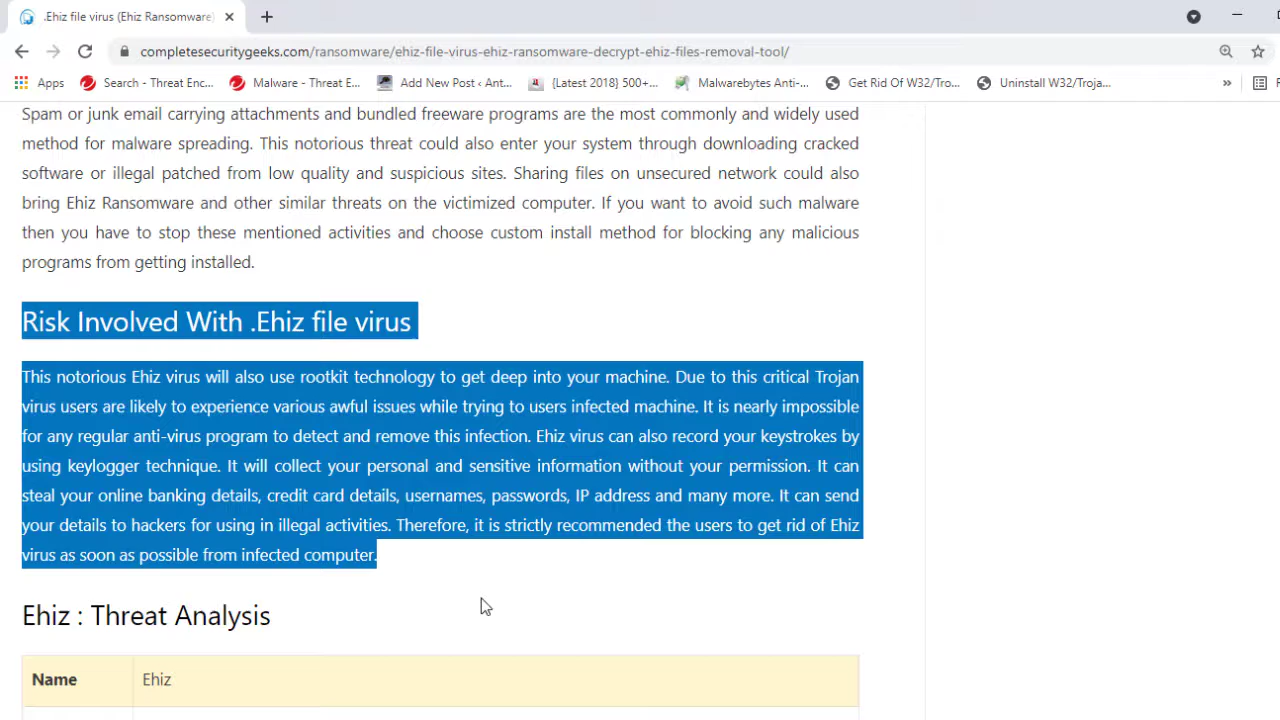 .Ehiz file virus (Ehiz Ransomware)
completesecuritygeeks.com/ransomware/ehiz-file-virus-ehiz-ransomware-decrypt-ehiz-files-removal-tool/
Apps Search - Threat Enc... Malware - Threat E... Add New Post ‹ Ant... {Latest 2018} 500+... Malwarebytes Anti-... Get Rid Of W32/Tro... Uninstall W32/Troja... »
Spam or junk email carrying attachments and bundled freeware programs are the most commonly and widely used
method for malware spreading. This notorious threat could also enter your system through downloading cracked
software or illegal patched from low quality and suspicious sites. Sharing files on unsecured network could also
bring Ehiz Ransomware and other similar threats on the victimized computer. If you want to avoid such malware
then you have to stop these mentioned activities and choose custom install method for blocking any malicious
programs from getting installed.
Risk Involved With .Ehiz file virus
This notorious Ehiz virus will also use rootkit technology to get deep into your machine. Due to this critical Trojan
virus users are likely to experience various awful issues while trying to users infected machine. It is nearly impossible
for any regular anti-virus program to detect and remove this infection. Ehiz virus can also record your keystrokes by
using keylogger technique. It will collect your personal and sensitive information without your permission. It can
steal your online banking details, credit card details, usernames, passwords, IP address and many more. It can send
your details to hackers for using in illegal activities. Therefore, it is strictly recommended the users to get rid of Ehiz
virus as soon as possible from infected computer.
Ehiz : Threat Analysis
Name Ehiz